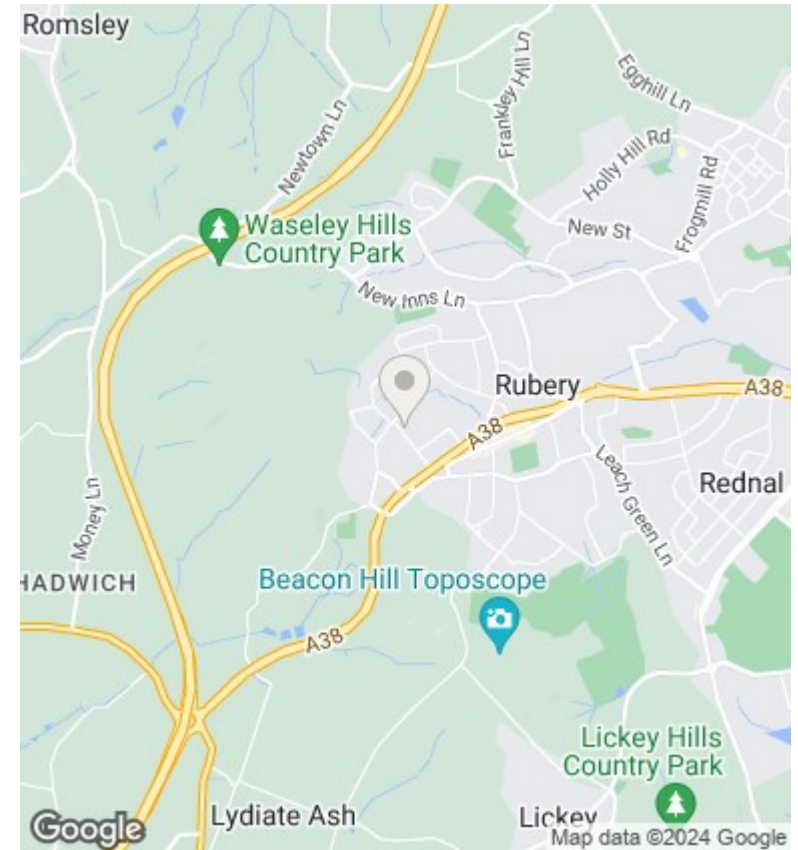 Romsley
Egghill Ln
Frankley Hill Ln
Newtown Ln
Holly Hill Rd
Frogmill Rd
Waseley Hills
Country Park
New St
New Inns Ln
Rubery
A38
A38
Leach Green Ln
Rednal
Money Ln
HADWICH
Beacon Hill Toposcope
A38
Lickey Hills
Country Park
Lydiate Ash
Lickey
Google
Map data ©2024 Google